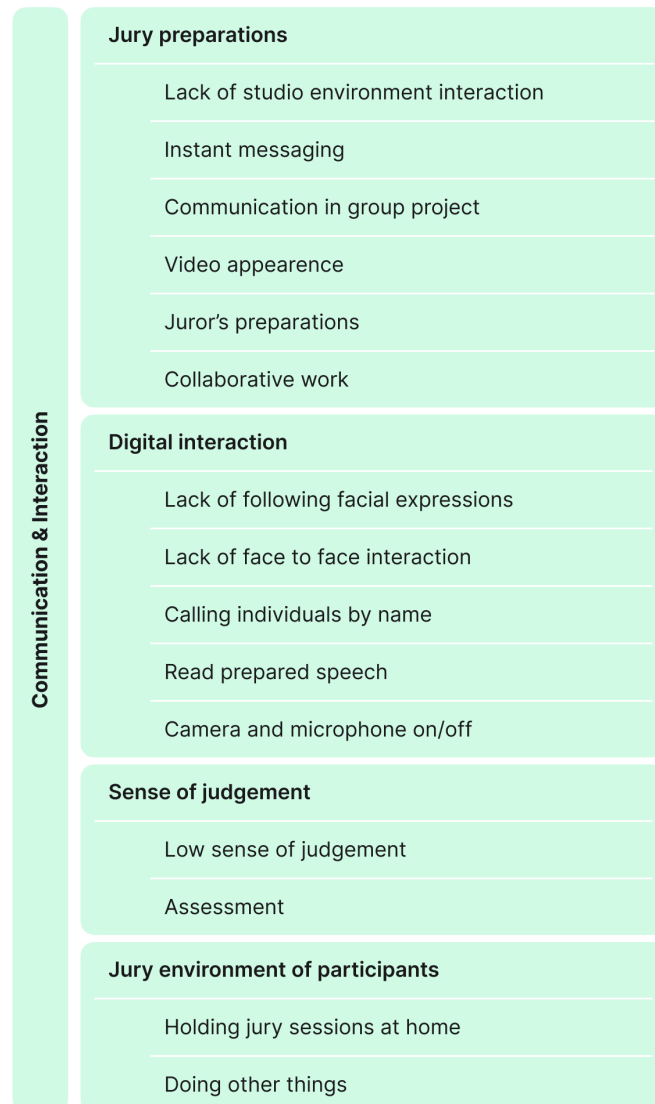 Communication & Interaction
Jury preparations
Lack of studio environment interaction
Instant messaging
Communication in group project
Video appearence
Juror’s preparations
Collaborative work
Digital interaction
Lack of following facial expressions
Lack of face to face interaction
Calling individuals by name
Read prepared speech
Camera and microphone on/off
Sense of judgement
Low sense of judgement
Assessment
Jury environment of participants
Holding jury sessions at home
Doing other things